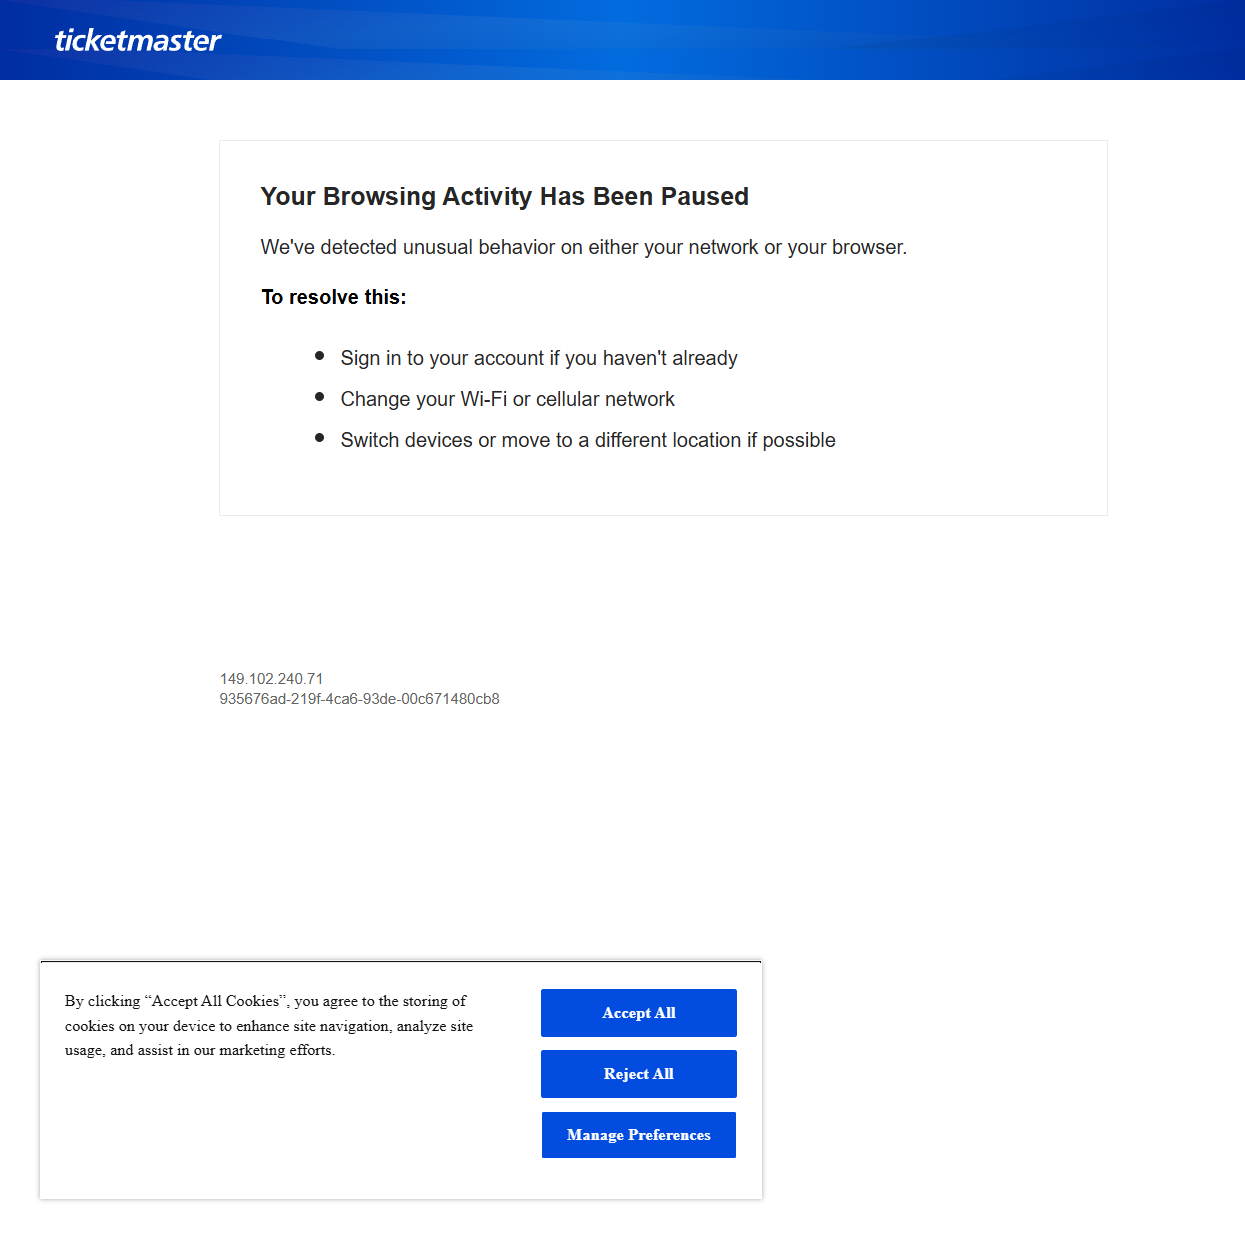 ticketmaster
Your Browsing Activity Has Been Paused
We've detected unusual behavior on either your network or your browser.
To resolve this:
Sign in to your account if you haven't already
Change your Wi-Fi or cellular network
Switch devices or move to a different location if possible
149.102.240.71
935676ad-219f-4ca6-93de-00c671480cb8
By clicking “Accept All Cookies”, you agree to the storing of
cookies on your device to enhance site navigation, analyze site
usage, and assist in our marketing efforts.
Accept All
Reject All
Manage Preferences